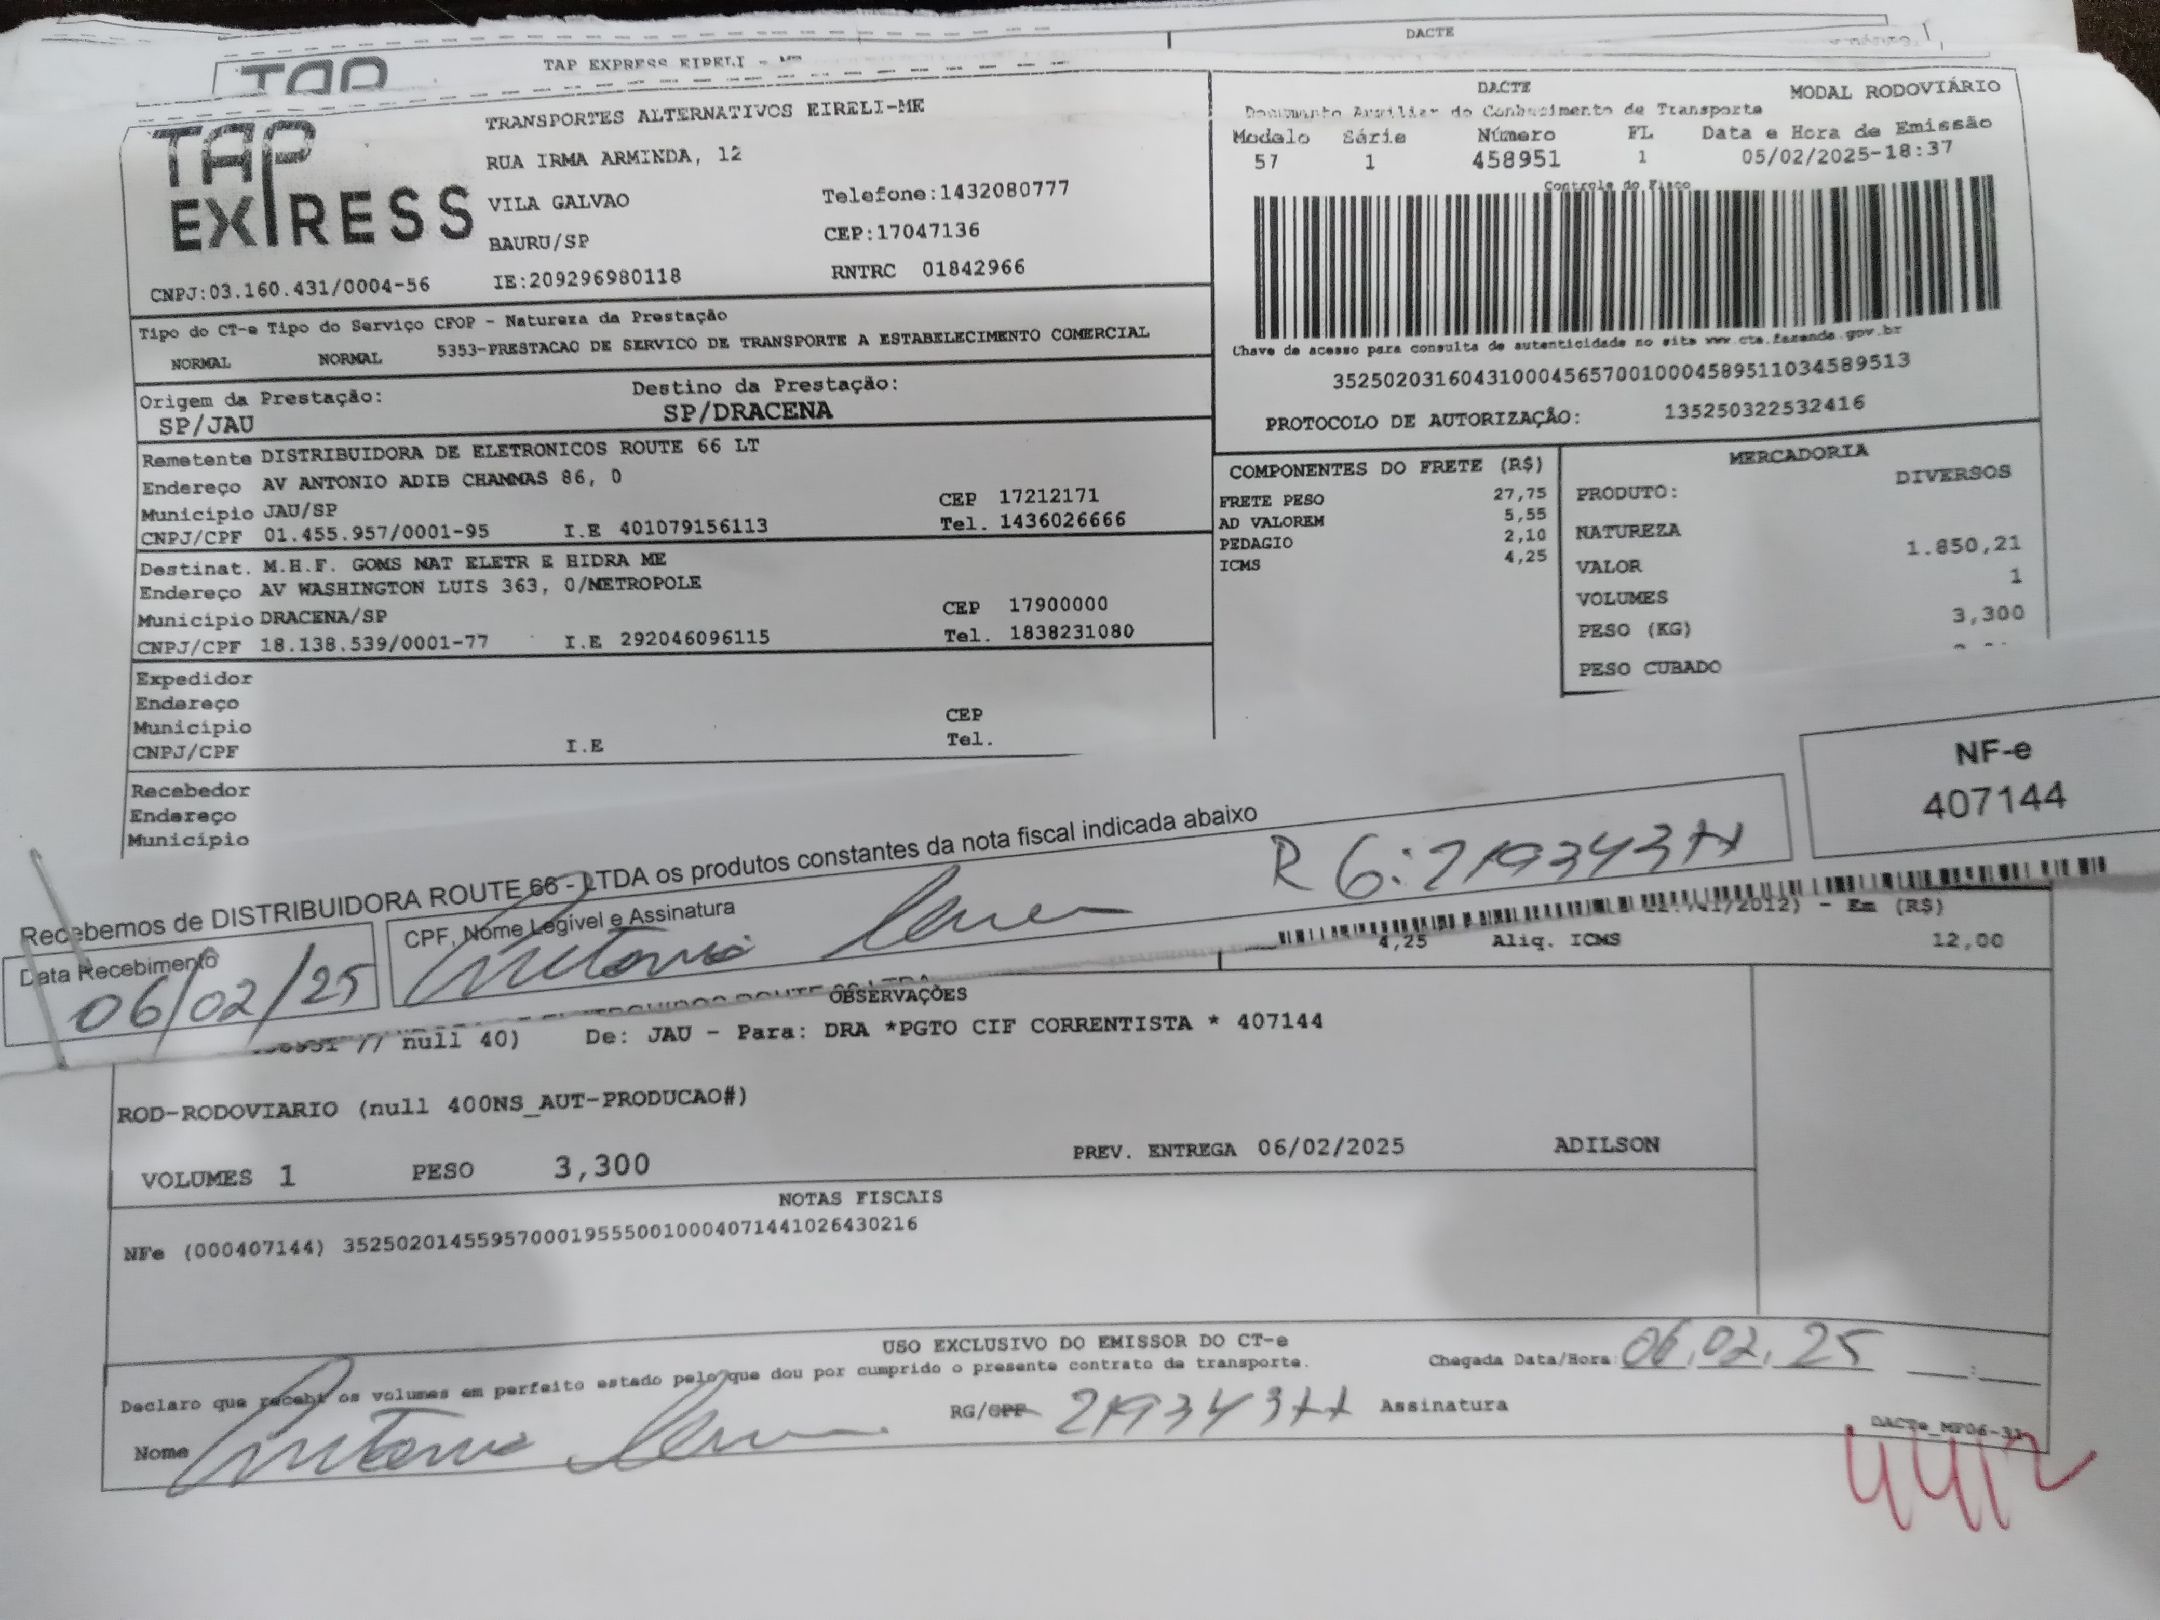 DACTE
TAP EXPRESS EIRELI - ME
TAP
TAP EXPRESS
TRANSPORTES ALTERNATIVOS EIRELI-ME
RUA IRMA ARMINDA, 12
VILA GALVAO Telefone:1432080777
BAURU/SP CEP:17047136
CNPJ:03.160.431/0004-56 IE:209296980118 RNTRC 01842966
DACTE MODAL RODOVIÁRIO
Documento Auxiliar do Conhecimento de Transporte
Modelo Série Número FL Data e Hora de Emissão
57 1 458951 1 05/02/2025-18:37
Controle do Fisco
Chave de acesso para consulta de autenticidade no site www.cte.fazenda.gov.br
35250203160431000456570010004589511034589513
PROTOCOLO DE AUTORIZAÇÃO: 135250322532416
Tipo do CT-e Tipo do Serviço CFOP - Natureza da Prestação
NORMAL NORMAL 5353-PRESTACAO DE SERVICO DE TRANSPORTE A ESTABELECIMENTO COMERCIAL
Origem da Prestação: Destino da Prestação:
SP/JAU SP/DRACENA
Remetente DISTRIBUIDORA DE ELETRONICOS ROUTE 66 LT
Endereço AV ANTONIO ADIB CHAMMAS 86, 0
Município JAU/SP CEP 17212171
CNPJ/CPF 01.455.957/0001-95 I.E 401079156113 Tel. 1436026666
Destinat. M.H.F. GOMS MAT ELETR E HIDRA ME
Endereço AV WASHINGTON LUIS 363, 0/METROPOLE
Município DRACENA/SP CEP 17900000
CNPJ/CPF 18.138.539/0001-77 I.E 292046096115 Tel. 1838231080
Expedidor
Endereço
Município CEP
CNPJ/CPF I.E Tel.
Recebedor
Endereço
Município
COMPONENTES DO FRETE (R$)
FRETE PESO 27,75
AD VALOREM 5,55
PEDAGIO 2,10
ICMS 4,25
MERCADORIA
PRODUTO: DIVERSOS
NATUREZA
VALOR 1.850,21
VOLUMES 1
PESO (KG) 3,300
PESO CUBADO
NF-e
407144
Recebemos de DISTRIBUIDORA ROUTE 66 - LTDA os produtos constantes da nota fiscal indicada abaixo
Data Recebimento
06/02/25
CPF, Nome Legível e Assinatura
Antonio
/2012) - Em (R$)
4,25 Aliq. ICMS 12,00
OBSERVAÇÕES
null 40) De: JAU - Para: DRA *PGTO CIF CORRENTISTA * 407144
ROD-RODOVIARIO (null 400NS_AUT-PRODUCAO#)
VOLUMES 1 PESO 3,300 PREV. ENTREGA 06/02/2025 ADILSON
NOTAS FISCAIS
NFe (000407144) 35250201455957000195550010004071441026430216
USO EXCLUSIVO DO EMISSOR DO CT-e
Declaro que recebi os volumes em perfeito estado pelo que dou por cumprido o presente contrato de transporte.
Chegada Data/Hora: 06.02.25
Nome Antonio RG/CPF Assinatura